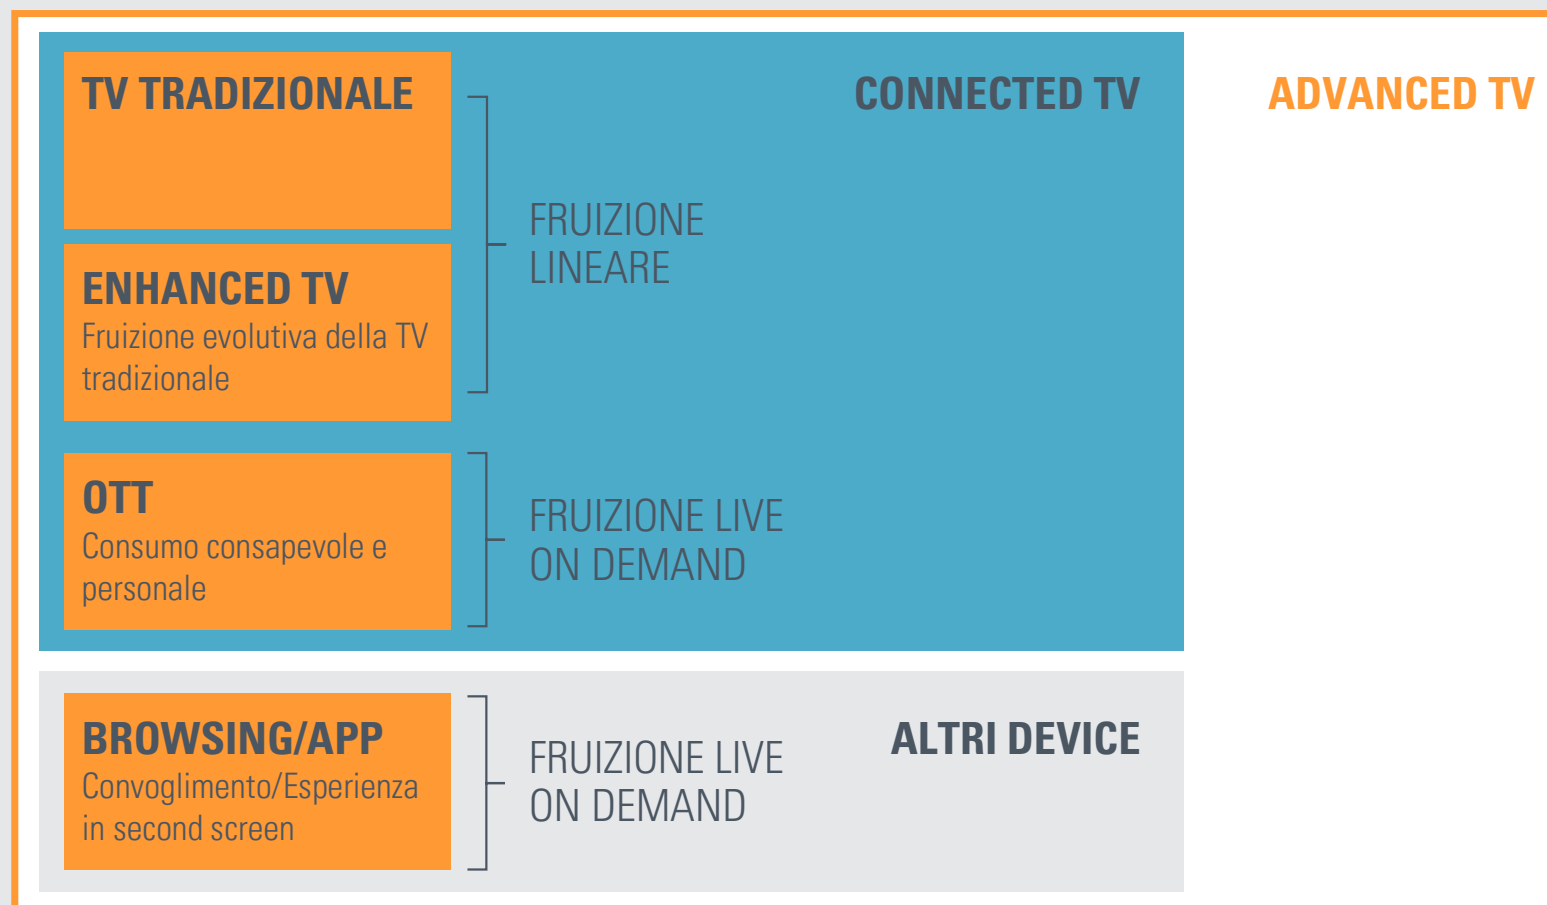 TV TRADIZIONALE
CONNECTED TV
ADVANCED TV
FRUIZIONE
LINEARE
ENHANCED TV
Fruizione evolutiva della TV
tradizionale
OTT
Consumo consapevole e
personale
FRUIZIONE LIVE
ON DEMAND
BROWSING/APP
Convoglimento/Esperienza
in second screen
FRUIZIONE LIVE
ON DEMAND
ALTRI DEVICE